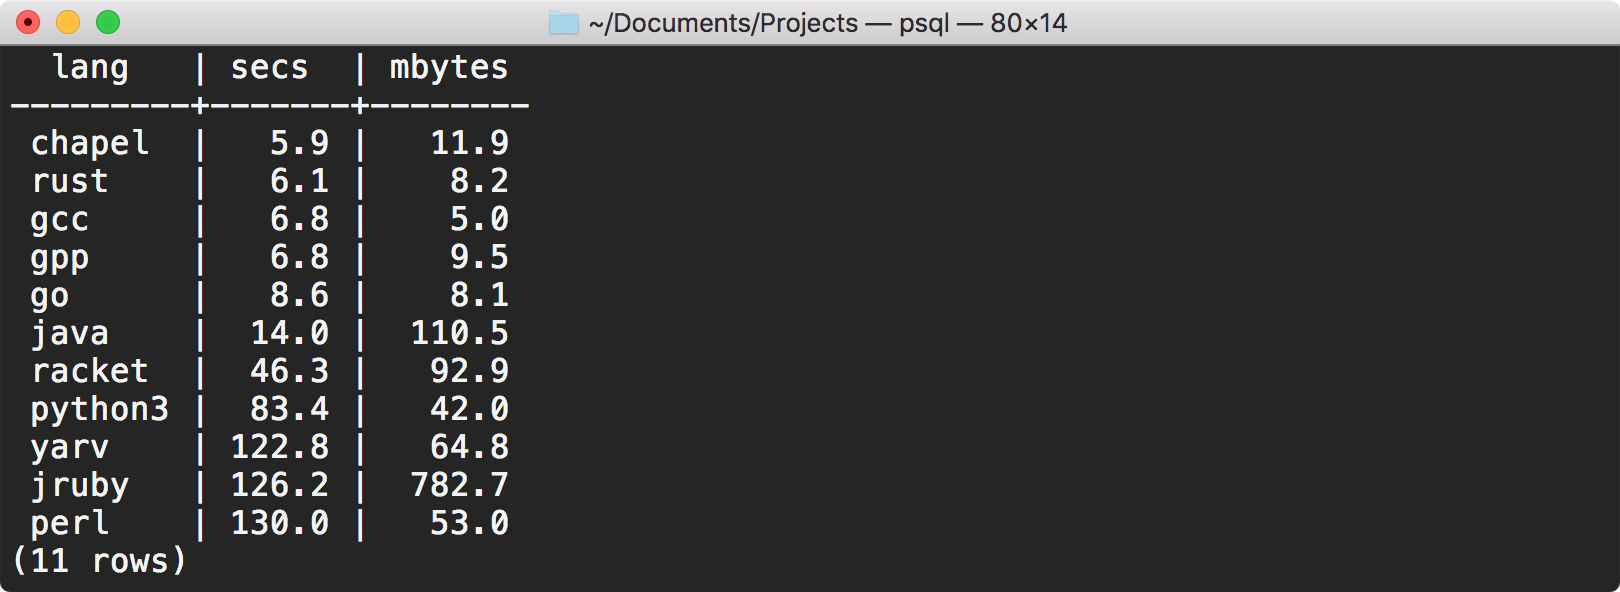 ~/Documents/Projects — psql — 80×14
  lang   | secs  | mbytes
---------+-------+--------
 chapel  |   5.9 |   11.9
 rust    |   6.1 |    8.2
 gcc     |   6.8 |    5.0
 gpp     |   6.8 |    9.5
 go      |   8.6 |    8.1
 java    |  14.0 |  110.5
 racket  |  46.3 |   92.9
 python3 |  83.4 |   42.0
 yarv    | 122.8 |   64.8
 jruby   | 126.2 |  782.7
 perl    | 130.0 |   53.0
(11 rows)